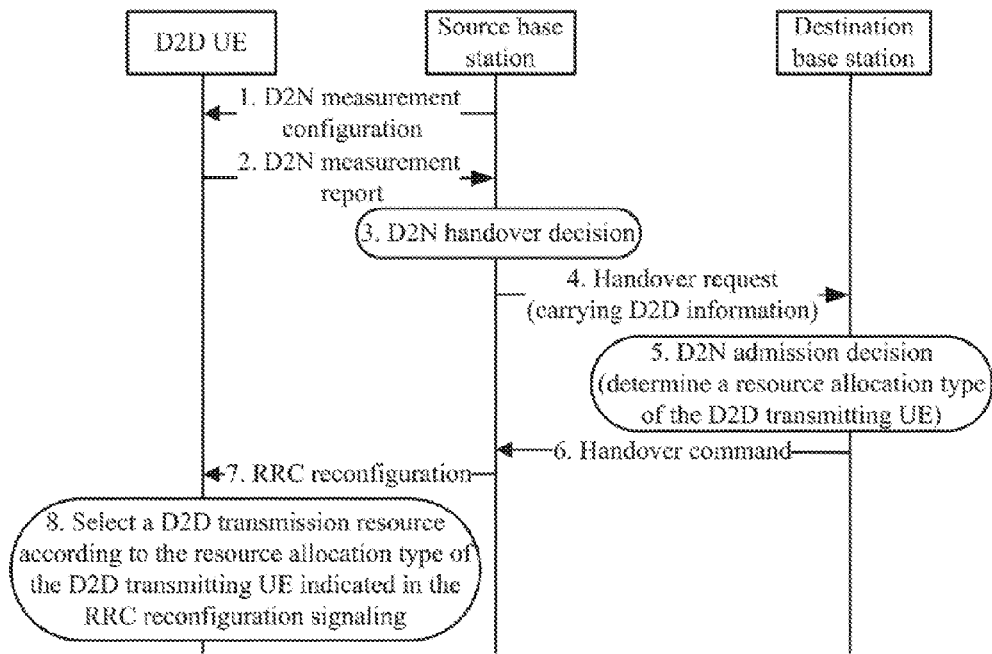 D2D UE
Source base
station
Destination
base station
1. D2N measurement
configuration
2. D2N measurement
report
3. D2N handover decision
4. Handover request
(carrying D2D information)
5. D2N admission decision
(determine a resource allocation type
of the D2D transmitting UE)
6. Handover command
7. RRC reconfiguration
8. Select a D2D transmission resource
according to the resource allocation type of
the D2D transmitting UE indicated in the
RRC reconfiguration signaling